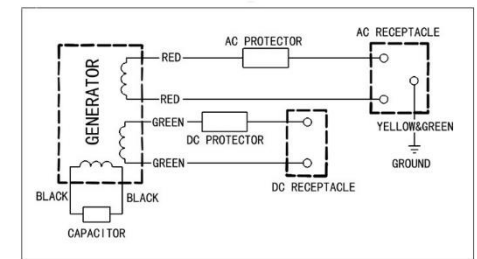 AC PROTECTOR
AC RECEPTACLE
RED
RED
GENERATOR
GREEN
DC PROTECTOR
GREEN
YELLOW&GREEN
GROUND
DC RECEPTACLE
BLACK
BLACK
CAPACITOR